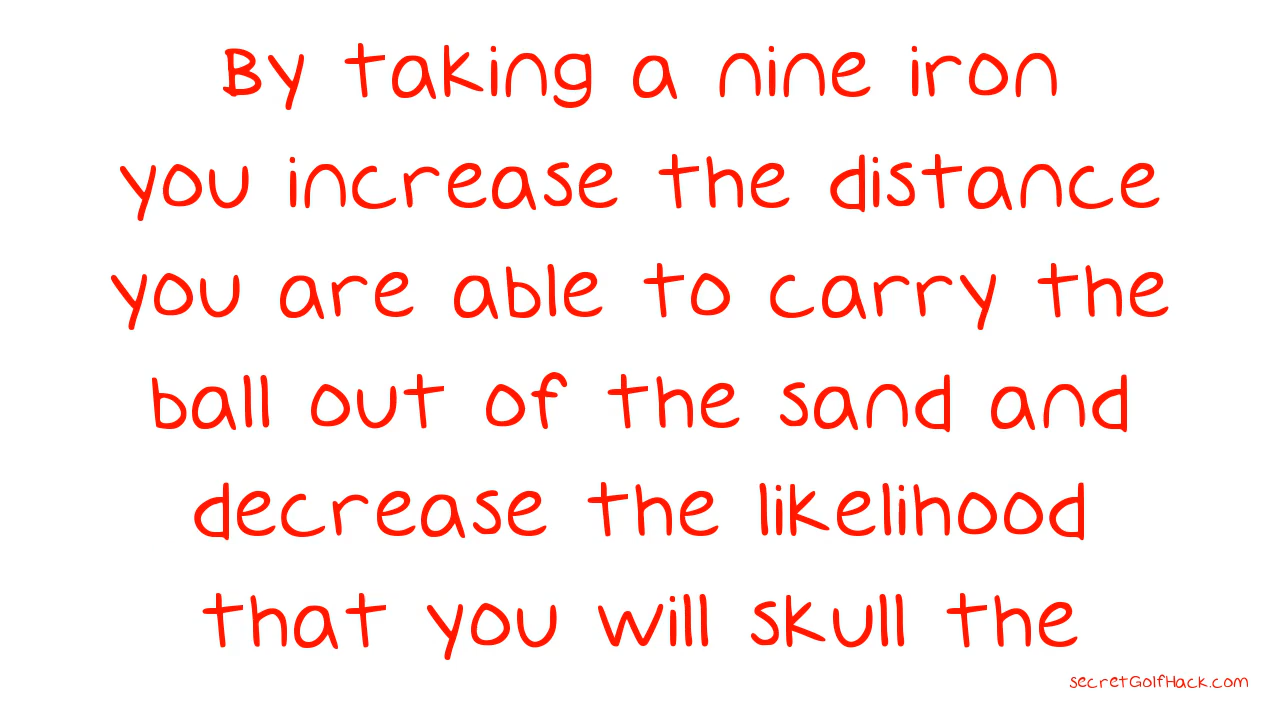 By taking a nine iron
you increase the distance
you are able to carry the
ball out of the sand and
decrease the likelihood
that you will skull the
secretGolfHack.com